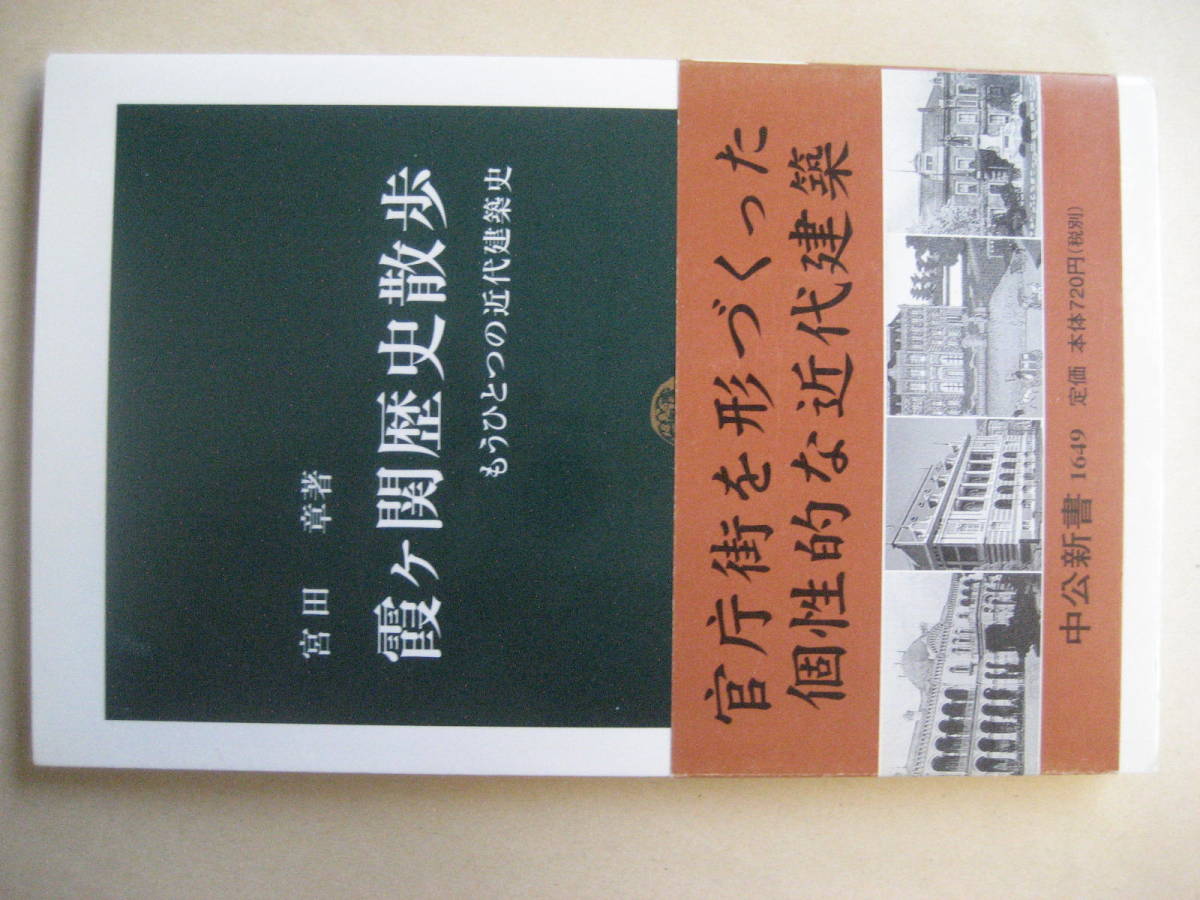 宮田 章著
霞ヶ関歴史散歩
もうひとつの近代建築史
官庁街を形づくった
個性的な近代建築
中公新書 1649 定価 本体720円(税別)